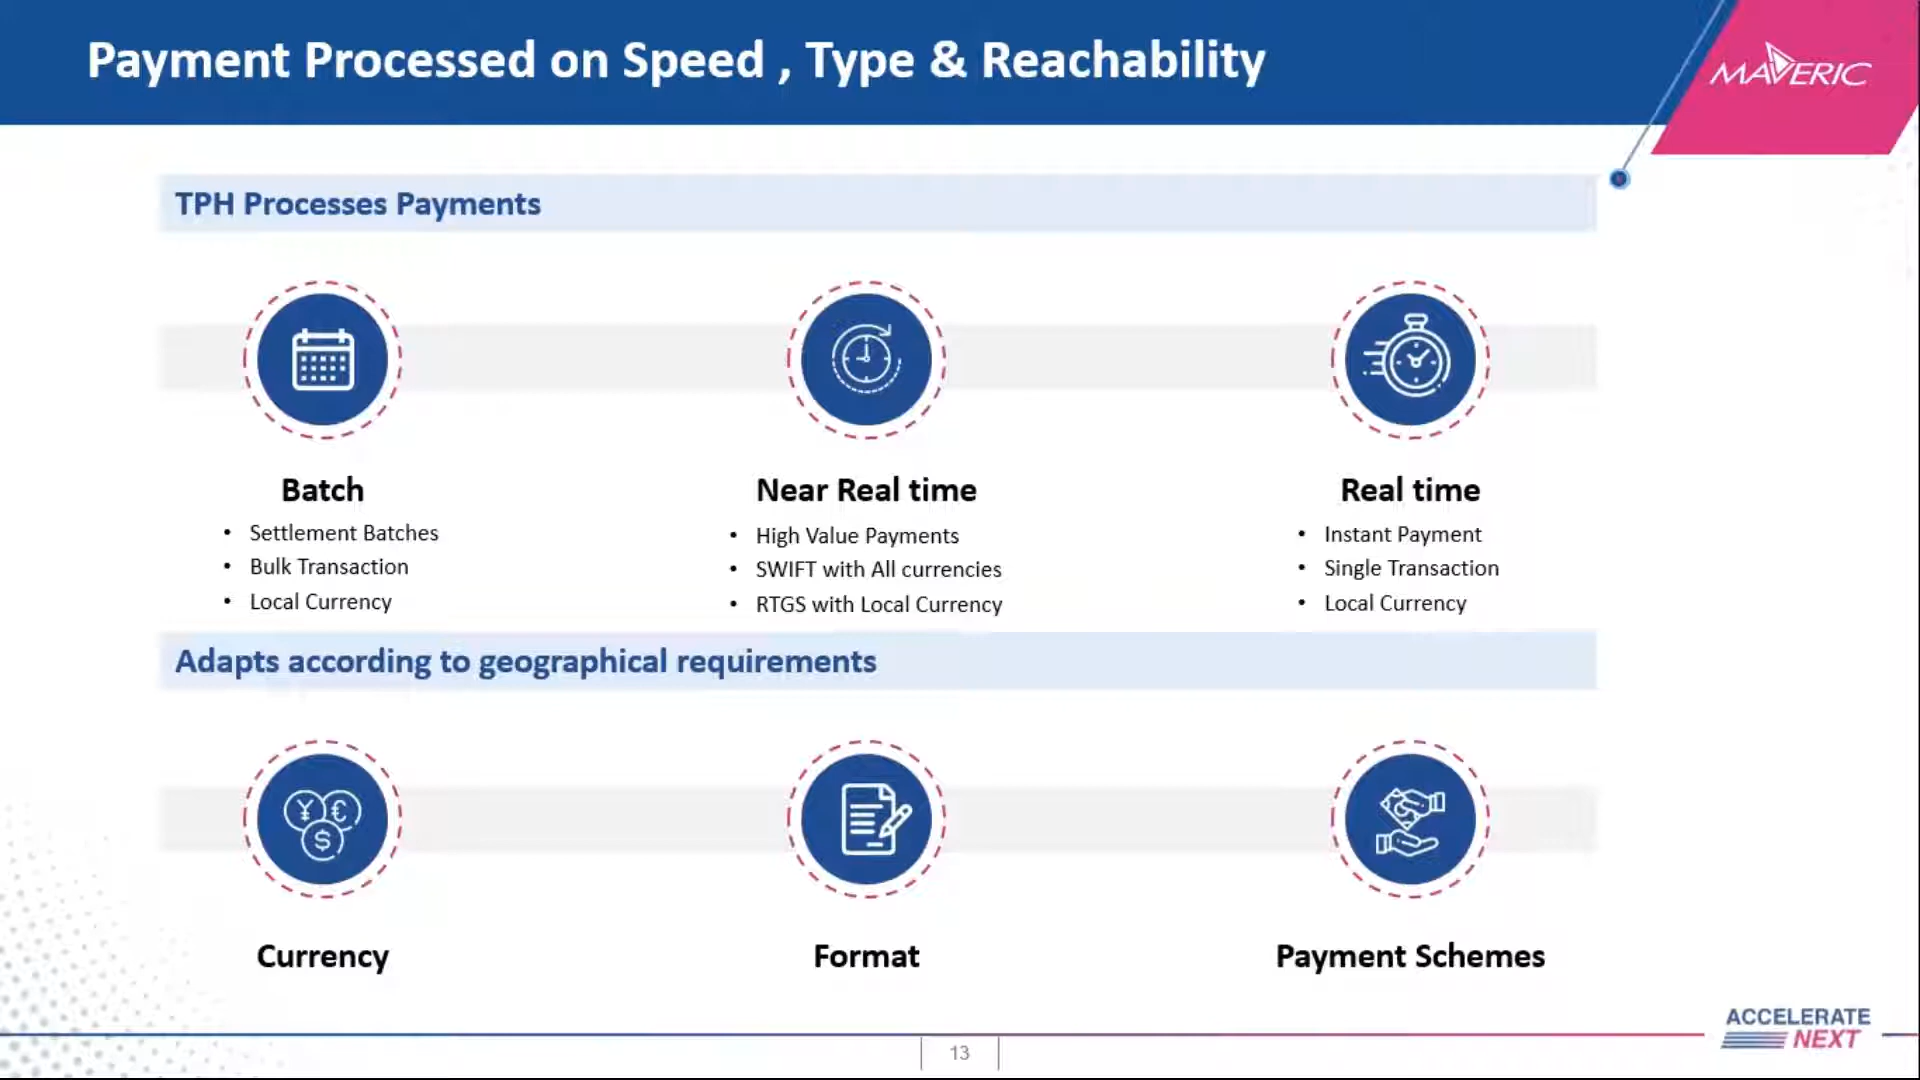 Payment Processed on Speed , Type & Reachability
MAVERIC
TPH Processes Payments
Batch
• Settlement Batches
• Bulk Transaction
• Local Currency
Near Real time
• High Value Payments
• SWIFT with All currencies
• RTGS with Local Currency
Real time
• Instant Payment
• Single Transaction
• Local Currency
Adapts according to geographical requirements
¥ € $
Currency
Format
Payment Schemes
ACCELERATE
NEXT
13